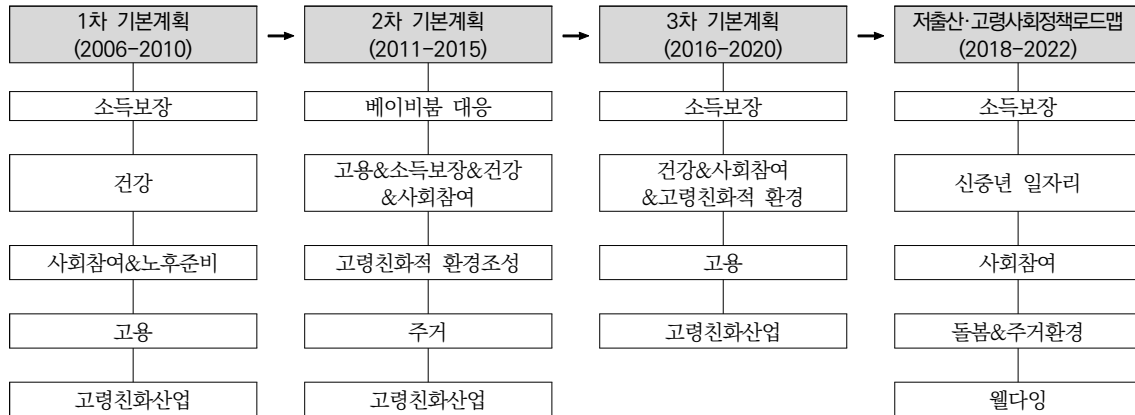 1차 기본계획
(2006-2010)
소득보장
건강
사회참여&노후준비
고용
고령친화산업
2차 기본계획
(2011-2015)
베이비붐 대응
고용&소득보장&건강
&사회참여
고령친화적 환경조성
주거
고령친화산업
3차 기본계획
(2016-2020)
소득보장
건강&사회참여
&고령친화적 환경
고용
고령친화산업
저출산·고령사회정책로드맵
(2018-2022)
소득보장
신중년 일자리
사회참여
돌봄&주거환경
웰다잉